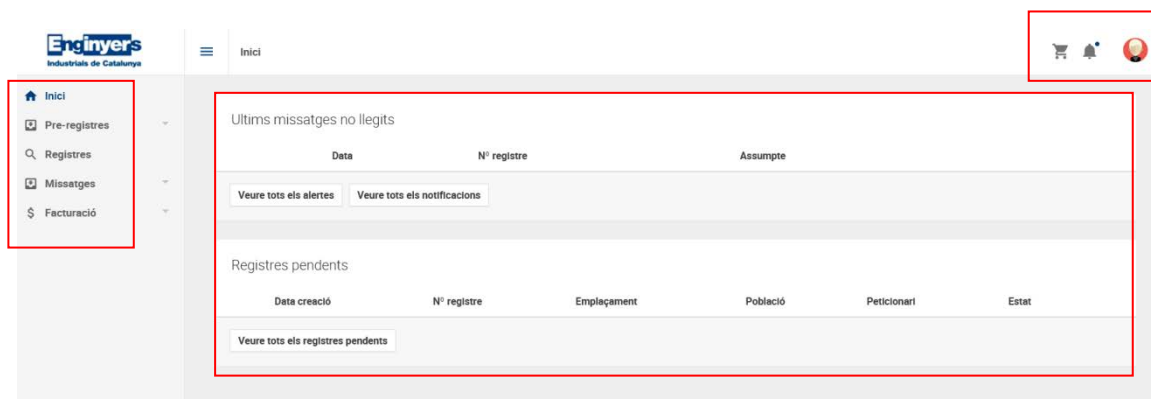 Enginyers
Industrials de Catalunya
Inici
Inici
Pre-registres
Registres
Missatges
Facturació
Ultims missatges no llegits
Data Nº registre Assumpte
Veure tots els alertes Veure tots els notificacions
Registres pendents
Data creació Nº registre Emplaçament Població Peticionari Estat
Veure tots els registres pendents